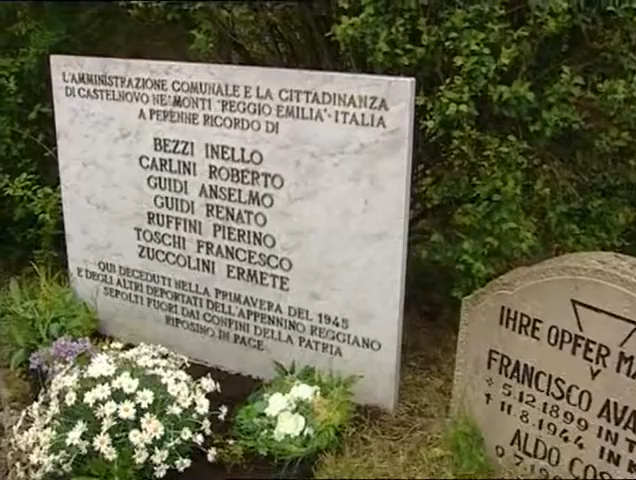 L'AMMINISTRAZIONE COMUNALE E LA CITTADINANZA
DI CASTELNOVO NE'MONTI "REGGIO EMILIA"-ITALIA
A PERENNE RICORDO DI
BEZZI INELLO
CARLINI ROBERTO
GUIDI ANSELMO
GUIDI RENATO
RUFFINI PIERINO
TOSCHI FRANCESCO
ZUCCOLINI ERMETE
QUI DECEDUTI NELLA PRIMAVERA DEL 1945
E DEGLI ALTRI DEPORTATI DELL'APPENNINO REGGIANO
SEPOLTI FUORI DAI CONFINI DELLA PATRIA
RIPOSINO IN PACE
IHRE OPFER
FRANCISCO
* 5.12.1899 IN
† 11.8.1944 IN
ALDO